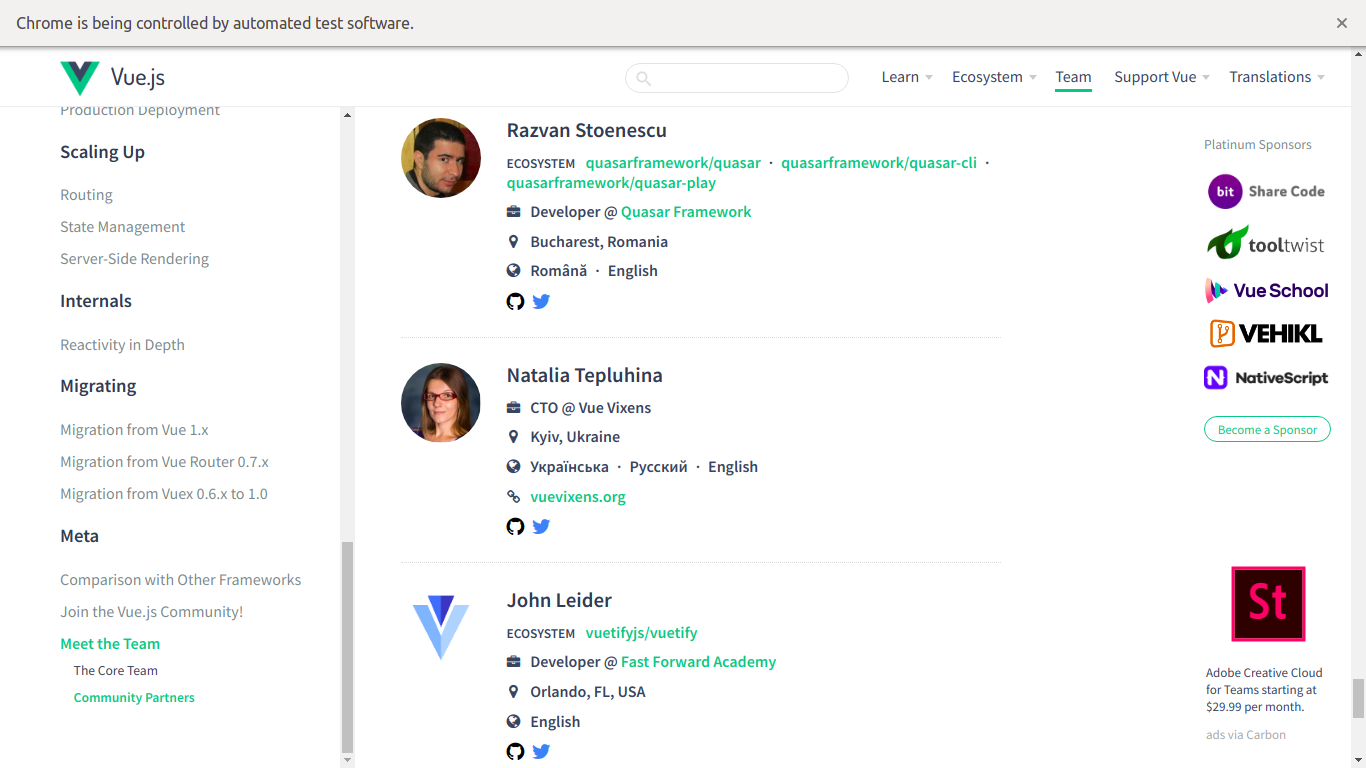 Chrome is being controlled by automated test software.
Vue.js
Learn
Ecosystem
Team
Support Vue
Translations
Production Deployment
Scaling Up
Routing
State Management
Server-Side Rendering
Internals
Reactivity in Depth
Migrating
Migration from Vue 1.x
Migration from Vue Router 0.7.x
Migration from Vuex 0.6.x to 1.0
Meta
Comparison with Other Frameworks
Join the Vue.js Community!
Meet the Team
The Core Team
Community Partners
Razvan Stoenescu
ECOSYSTEM quasarframework/quasar · quasarframework/quasar-cli ·
quasarframework/quasar-play
Developer @ Quasar Framework
Bucharest, Romania
Română · English
Natalia Tepluhina
CTO @ Vue Vixens
Kyiv, Ukraine
Українська · Русский · English
vuevixens.org
John Leider
ECOSYSTEM vuetifyjs/vuetify
Developer @ Fast Forward Academy
Orlando, FL, USA
English
Platinum Sponsors
bit Share Code
tooltwist
Vue School
VEHIKL
NativeScript
Become a Sponsor
St
Adobe Creative Cloud
for Teams starting at
$29.99 per month.
ads via Carbon